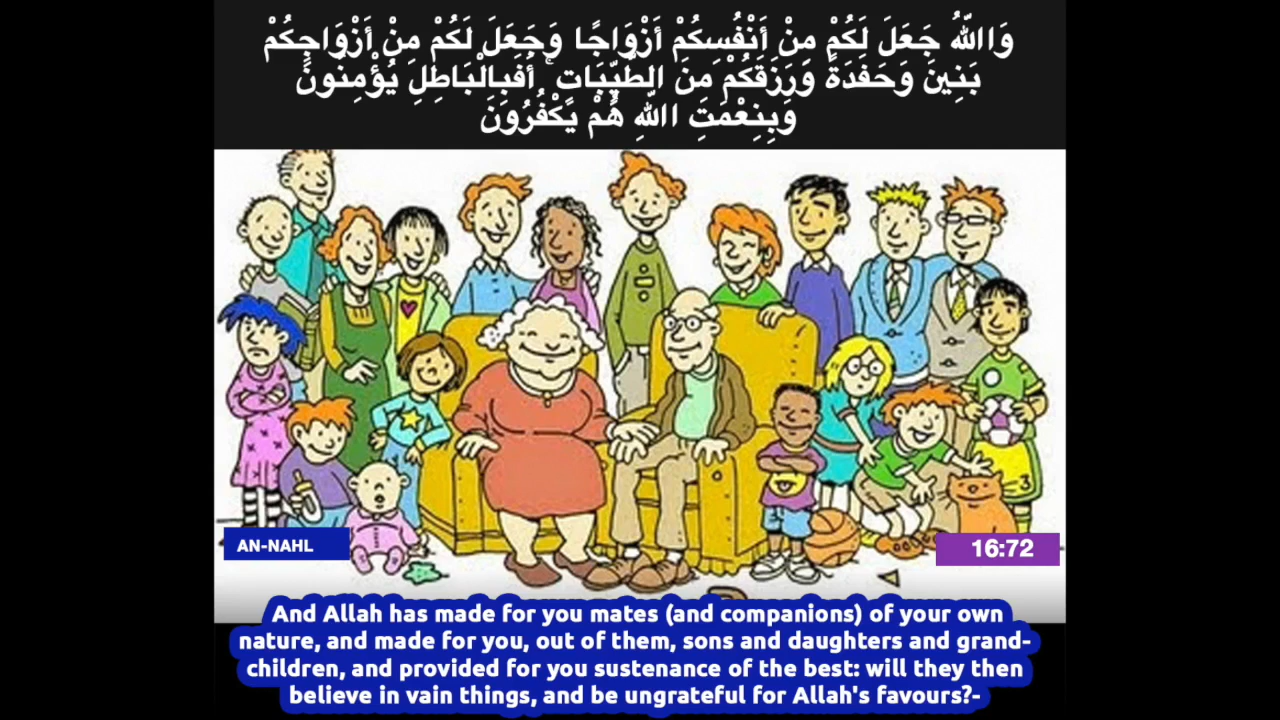 وَاللّٰهُ جَعَلَ لَكُمْ مِنْ أَنْفُسِكُمْ أَزْوَاجًا وَجَعَلَ لَكُمْ مِنْ أَزْوَاجِكُمْ
بَنِينَ وَحَفَدَةً وَرَزَقَكُمْ مِنَ الطَّيِّبَاتِ ۚ أَفَبِالْبَاطِلِ يُؤْمِنُونَ
وَبِنِعْمَتِ اللّٰهِ هُمْ يَكْفُرُونَ
3
AN-NAHL
16:72
And Allah has made for you mates (and companions) of your own
nature, and made for you, out of them, sons and daughters and grand-
children, and provided for you sustenance of the best: will they then
believe in vain things, and be ungrateful for Allah's favours?-